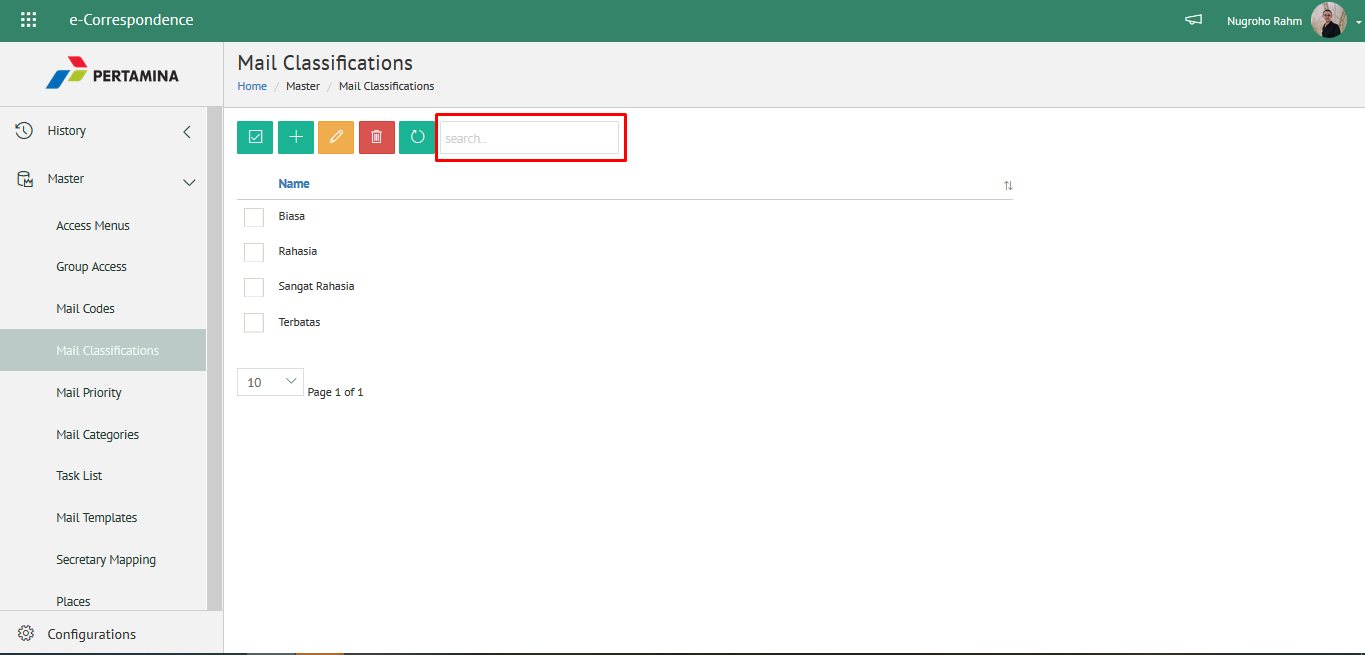 e-Correspondence
Nugroho Rahm
PERTAMINA
Mail Classifications
Home / Master / Mail Classifications
History
Master
Access Menus
Group Access
Mail Codes
Mail Classifications
Mail Priority
Mail Categories
Task List
Mail Templates
Secretary Mapping
Places
Configurations
search..
Name
Biasa
Rahasia
Sangat Rahasia
Terbatas
10
Page 1 of 1